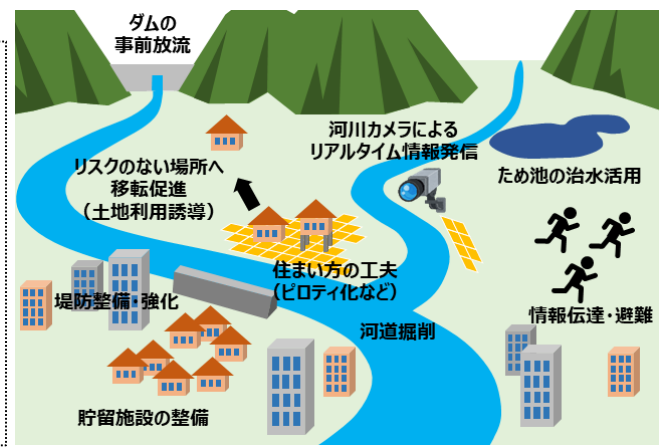 ダムの
事前放流
河川カメラによる
リアルタイム情報発信
リスクのない場所へ
移転促進
（土地利用誘導）
ため池の治水活用
住まい方の工夫
（ピロティ化など）
堤防整備・強化
情報伝達・避難
河道掘削
貯留施設の整備